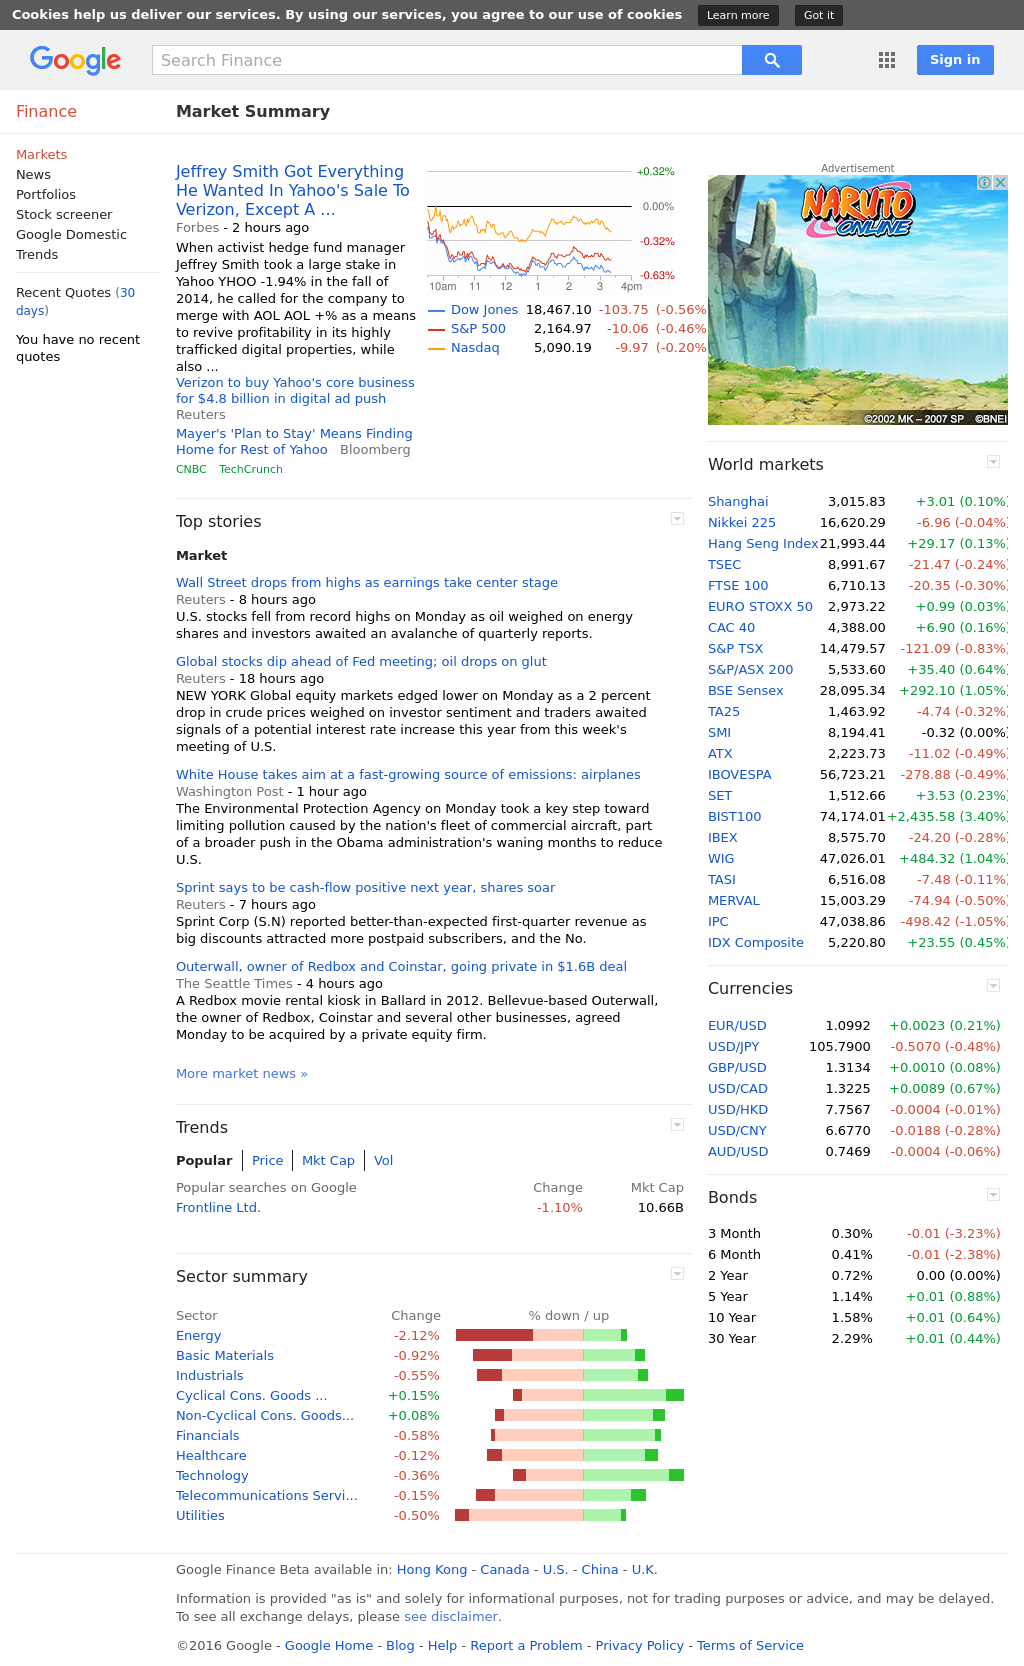 Cookies help us deliver our services. By using our services, you agree to our use of cookies Learn more Got it
Google Search Finance Sign in
Finance
Market Summary
Markets
News
Portfolios
Stock screener
Google Domestic
Trends
Recent Quotes (30
days)
You have no recent
quotes
Jeffrey Smith Got Everything
He Wanted In Yahoo's Sale To
Verizon, Except A ...
Forbes - 2 hours ago
When activist hedge fund manager
Jeffrey Smith took a large stake in
Yahoo YHOO -1.94% in the fall of
2014, he called for the company to
merge with AOL AOL +% as a means
to revive profitability in its highly
trafficked digital properties, while
also ...
Verizon to buy Yahoo's core business
for $4.8 billion in digital ad push
Reuters
Mayer's 'Plan to Stay' Means Finding
Home for Rest of Yahoo Bloomberg
CNBC TechCrunch
+0.32%
0.00%
-0.32%
-0.63%
10am 11 12 1 2 3 4pm
Dow Jones 18,467.10 -103.75 (-0.56%
S&P 500 2,164.97 -10.06 (-0.46%)
Nasdaq 5,090.19 -9.97 (-0.20%)
Advertisement
NARUTO
ONLINE
©2002 MK – 2007 SP ©BNEI
Top stories
Market
Wall Street drops from highs as earnings take center stage
Reuters - 8 hours ago
U.S. stocks fell from record highs on Monday as oil weighed on energy
shares and investors awaited an avalanche of quarterly reports.
Global stocks dip ahead of Fed meeting; oil drops on glut
Reuters - 18 hours ago
NEW YORK Global equity markets edged lower on Monday as a 2 percent
drop in crude prices weighed on investor sentiment and traders awaited
signals of a potential interest rate increase this year from this week's
meeting of U.S.
White House takes aim at a fast-growing source of emissions: airplanes
Washington Post - 1 hour ago
The Environmental Protection Agency on Monday took a key step toward
limiting pollution caused by the nation's fleet of commercial aircraft, part
of a broader push in the Obama administration's waning months to reduce
U.S.
Sprint says to be cash-flow positive next year, shares soar
Reuters - 7 hours ago
Sprint Corp (S.N) reported better-than-expected first-quarter revenue as
big discounts attracted more postpaid subscribers, and the No.
Outerwall, owner of Redbox and Coinstar, going private in $1.6B deal
The Seattle Times - 4 hours ago
A Redbox movie rental kiosk in Ballard in 2012. Bellevue-based Outerwall,
the owner of Redbox, Coinstar and several other businesses, agreed
Monday to be acquired by a private equity firm.
More market news »
Trends
Popular Price Mkt Cap Vol
Popular searches on Google Change Mkt Cap
Frontline Ltd. -1.10% 10.66B
Sector summary
Sector Change % down / up
Energy -2.12%
Basic Materials -0.92%
Industrials -0.55%
Cyclical Cons. Goods ... +0.15%
Non-Cyclical Cons. Goods... +0.08%
Financials -0.58%
Healthcare -0.12%
Technology -0.36%
Telecommunications Servi... -0.15%
Utilities -0.50%
World markets
Shanghai 3,015.83 +3.01 (0.10%)
Nikkei 225 16,620.29 -6.96 (-0.04%)
Hang Seng Index 21,993.44 +29.17 (0.13%)
TSEC 8,991.67 -21.47 (-0.24%)
FTSE 100 6,710.13 -20.35 (-0.30%)
EURO STOXX 50 2,973.22 +0.99 (0.03%)
CAC 40 4,388.00 +6.90 (0.16%)
S&P TSX 14,479.57 -121.09 (-0.83%)
S&P/ASX 200 5,533.60 +35.40 (0.64%)
BSE Sensex 28,095.34 +292.10 (1.05%)
TA25 1,463.92 -4.74 (-0.32%)
SMI 8,194.41 -0.32 (0.00%)
ATX 2,223.73 -11.02 (-0.49%)
IBOVESPA 56,723.21 -278.88 (-0.49%)
SET 1,512.66 +3.53 (0.23%)
BIST100 74,174.01 +2,435.58 (3.40%)
IBEX 8,575.70 -24.20 (-0.28%)
WIG 47,026.01 +484.32 (1.04%)
TASI 6,516.08 -7.48 (-0.11%)
MERVAL 15,003.29 -74.94 (-0.50%)
IPC 47,038.86 -498.42 (-1.05%)
IDX Composite 5,220.80 +23.55 (0.45%)
Currencies
EUR/USD 1.0992 +0.0023 (0.21%)
USD/JPY 105.7900 -0.5070 (-0.48%)
GBP/USD 1.3134 +0.0010 (0.08%)
USD/CAD 1.3225 +0.0089 (0.67%)
USD/HKD 7.7567 -0.0004 (-0.01%)
USD/CNY 6.6770 -0.0188 (-0.28%)
AUD/USD 0.7469 -0.0004 (-0.06%)
Bonds
3 Month 0.30% -0.01 (-3.23%)
6 Month 0.41% -0.01 (-2.38%)
2 Year 0.72% 0.00 (0.00%)
5 Year 1.14% +0.01 (0.88%)
10 Year 1.58% +0.01 (0.64%)
30 Year 2.29% +0.01 (0.44%)
Google Finance Beta available in: Hong Kong - Canada - U.S. - China - U.K.
Information is provided "as is" and solely for informational purposes, not for trading purposes or advice, and may be delayed.
To see all exchange delays, please see disclaimer.
©2016 Google - Google Home - Blog - Help - Report a Problem - Privacy Policy - Terms of Service